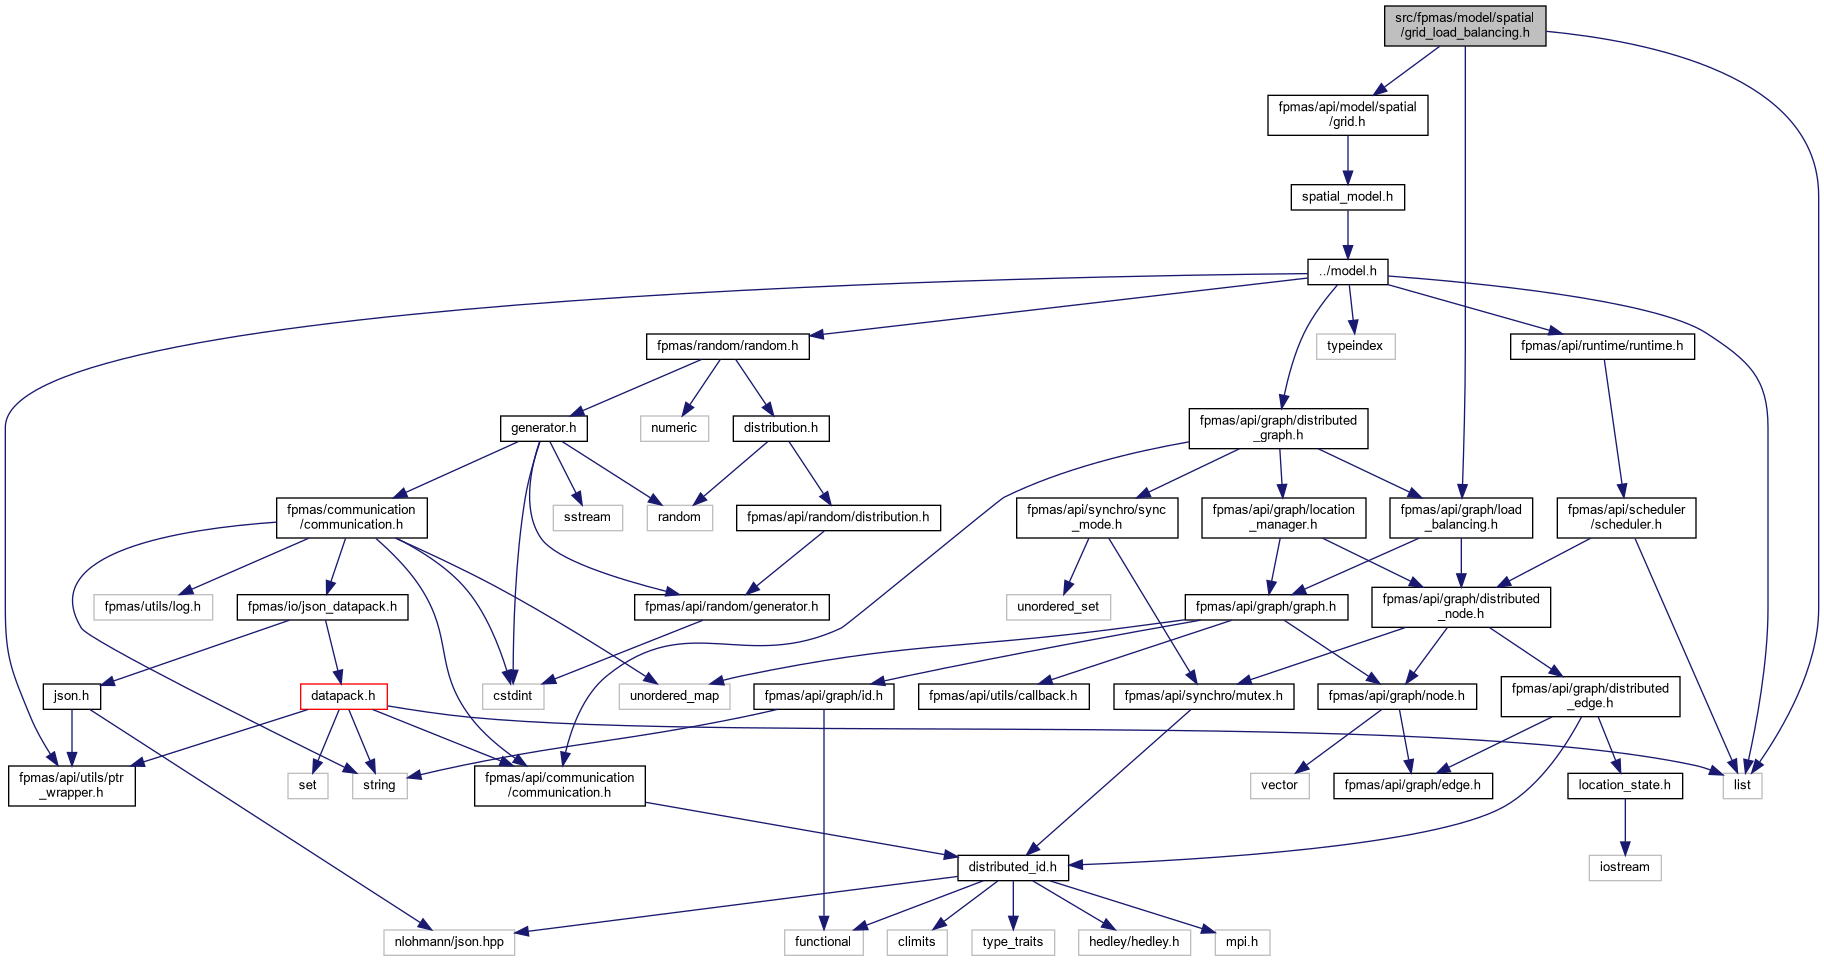 src/fpmas/model/spatial
/grid_load_balancing.h
fpmas/api/model/spatial
/grid.h
spatial_model.h
../model.h
fpmas/random/random.h
typeindex
fpmas/api/runtime/runtime.h
generator.h
numeric
distribution.h
fpmas/api/graph/distributed
_graph.h
fpmas/communication
/communication.h
sstream
random
fpmas/api/random/distribution.h
fpmas/api/synchro/sync
_mode.h
fpmas/api/graph/location
_manager.h
fpmas/api/graph/load
_balancing.h
fpmas/api/scheduler
/scheduler.h
fpmas/utils/log.h
fpmas/io/json_datapack.h
fpmas/api/random/generator.h
unordered_set
fpmas/api/graph/graph.h
fpmas/api/graph/distributed
_node.h
json.h
datapack.h
cstdint
unordered_map
fpmas/api/graph/id.h
fpmas/api/utils/callback.h
fpmas/api/synchro/mutex.h
fpmas/api/graph/node.h
fpmas/api/graph/distributed
_edge.h
fpmas/api/utils/ptr
_wrapper.h
set
string
fpmas/api/communication
/communication.h
vector
fpmas/api/graph/edge.h
location_state.h
list
distributed_id.h
iostream
nlohmann/json.hpp
functional
climits
type_traits
hedley/hedley.h
mpi.h